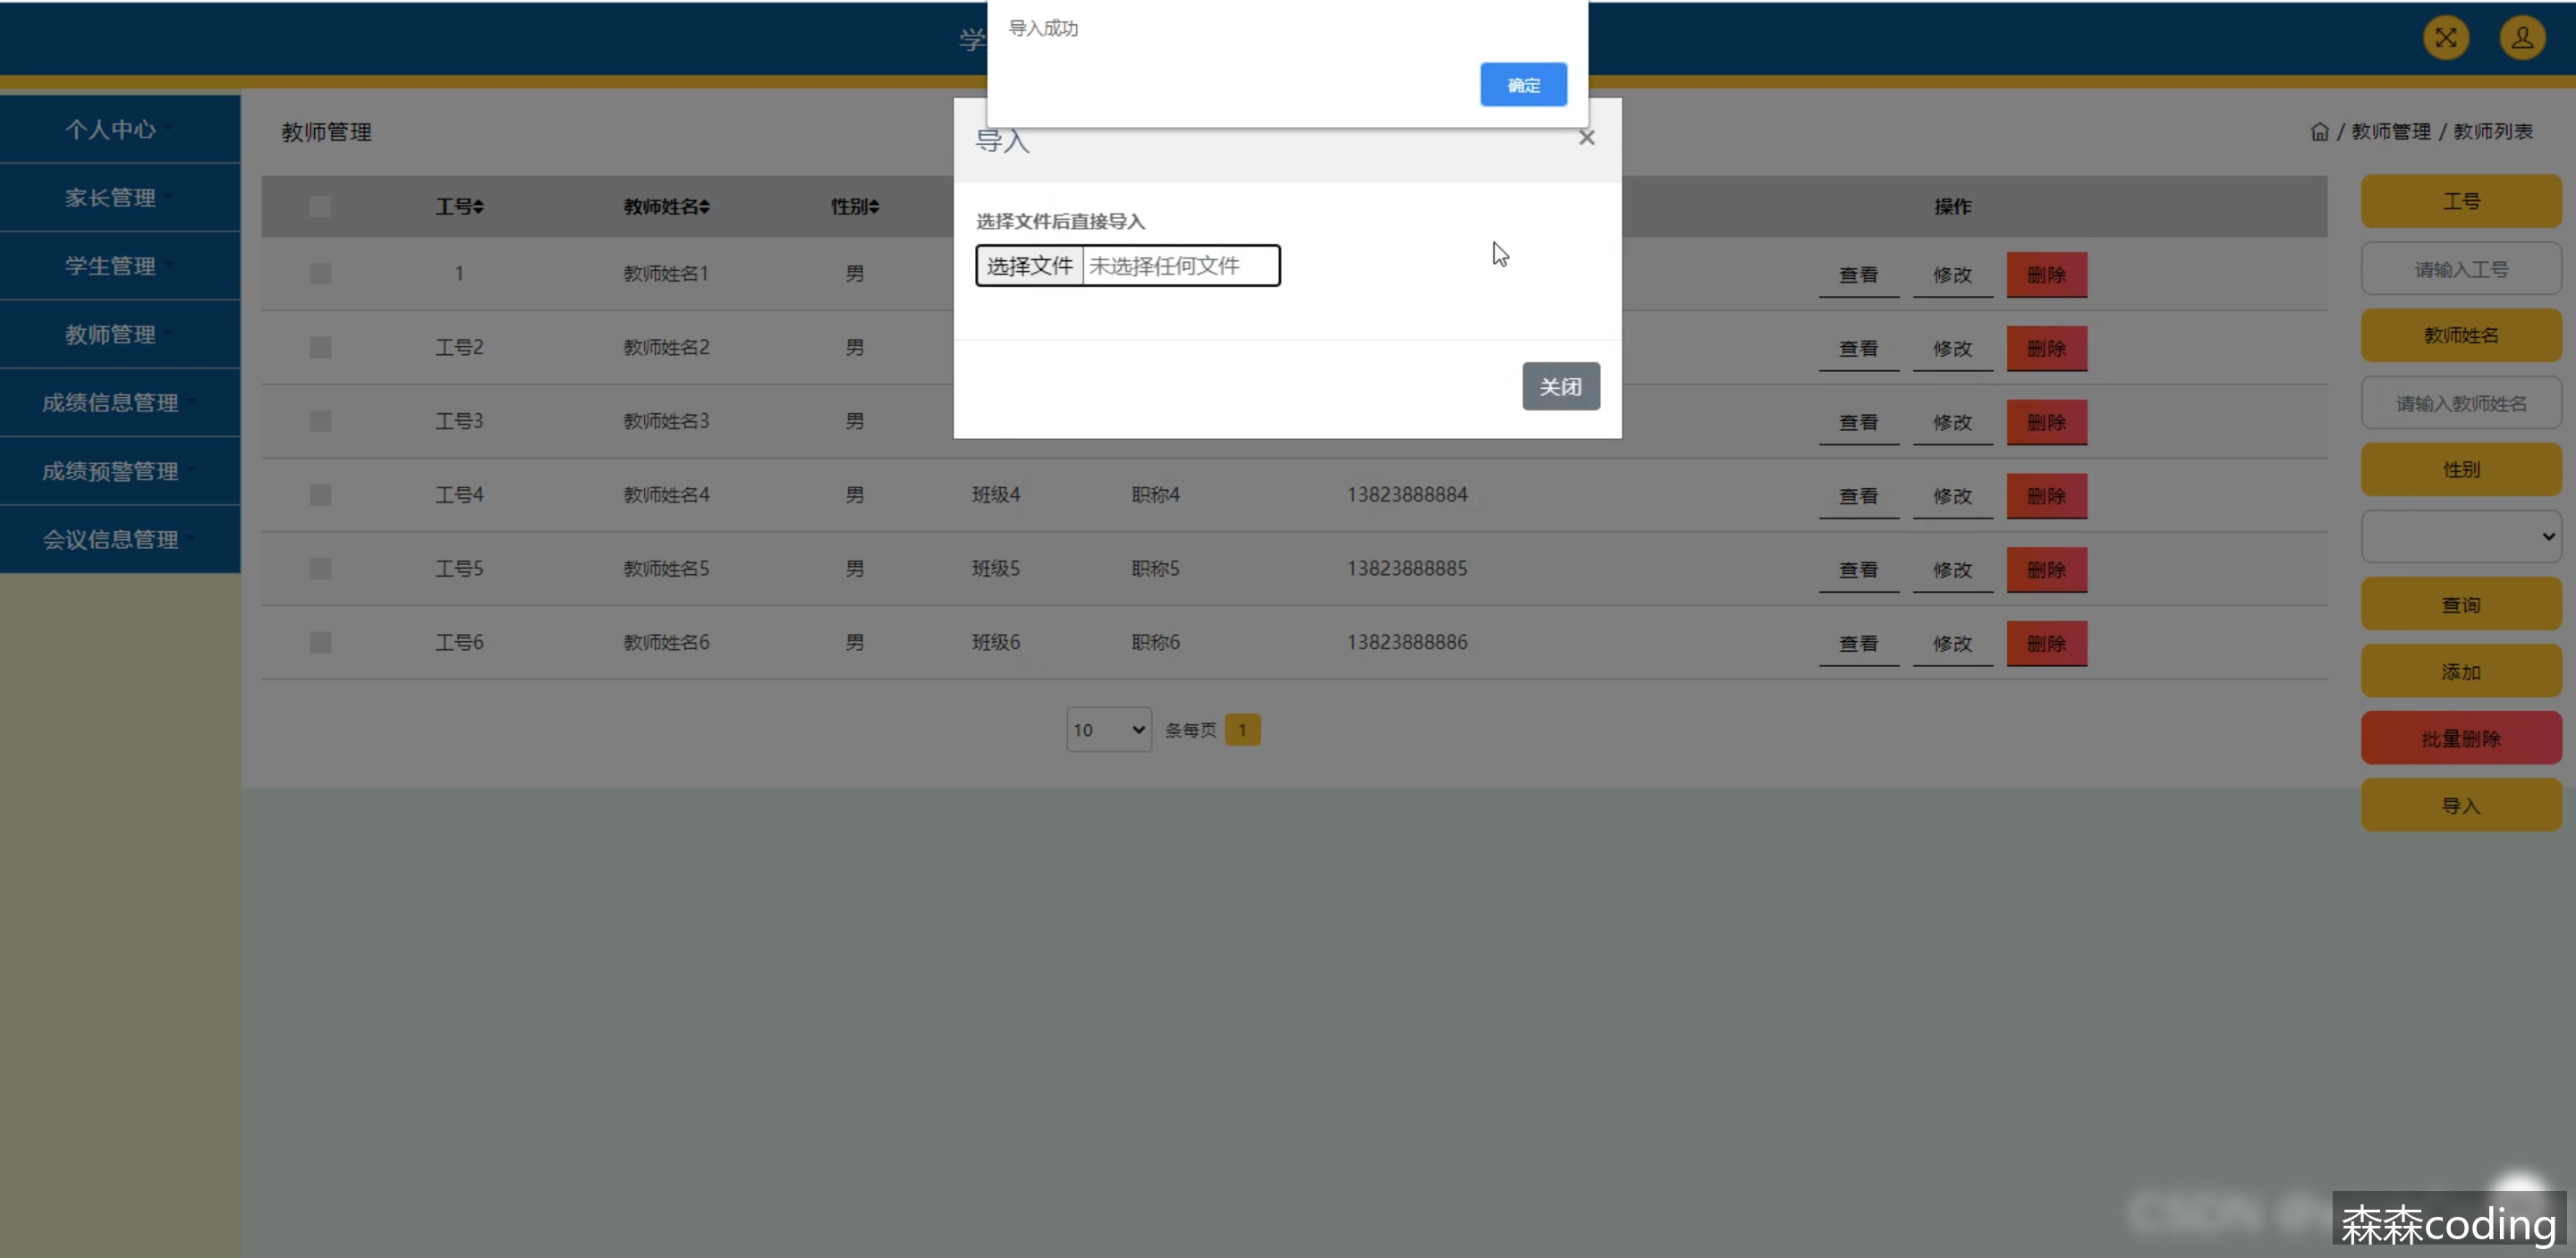 学
导入成功
确定
个人中心
家长管理
学生管理
教师管理
成绩信息管理
成绩预警管理
会议信息管理
教师管理
/ 教师管理 / 教师列表
导入
×
选择文件后直接导入
选择文件 未选择任何文件
关闭
工号 教师姓名 性别 操作
1 教师姓名1 男 查看 修改 删除
工号2 教师姓名2 男 查看 修改 删除
工号3 教师姓名3 男 查看 修改 删除
工号4 教师姓名4 男 班级4 职称4 13823888884 查看 修改 删除
工号5 教师姓名5 男 班级5 职称5 13823888885 查看 修改 删除
工号6 教师姓名6 男 班级6 职称6 13823888886 查看 修改 删除
10 条每页 1
工号
请输入工号
教师姓名
请输入教师姓名
性别
查询
添加
批量删除
导入
森森coding